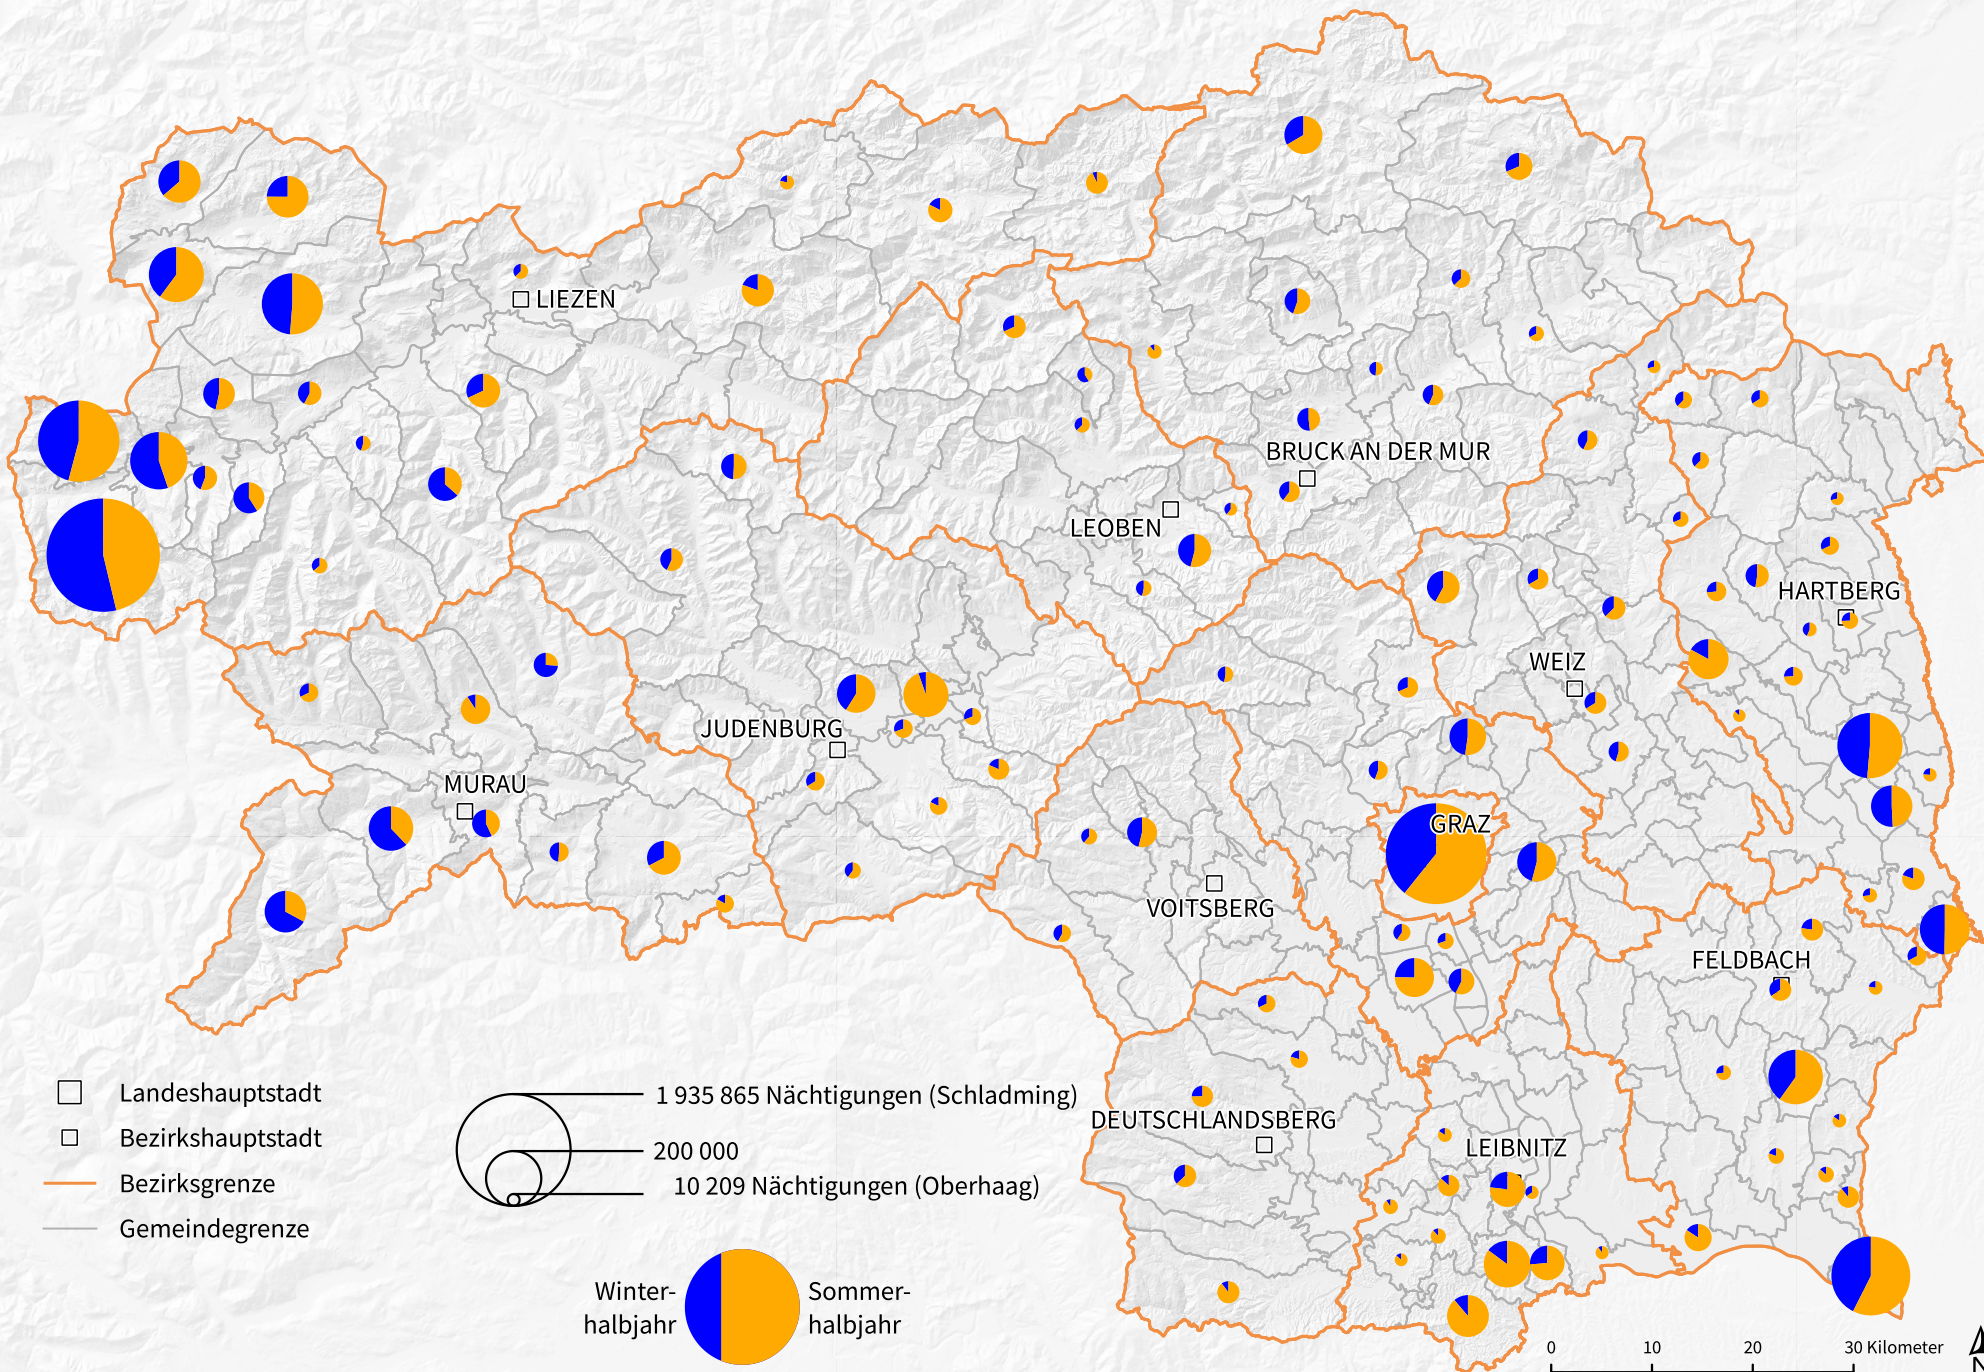 LIEZEN
BRUCK AN DER MUR
LEOBEN
HARTBERG
WEIZ
JUDENBURG
MURAU
GRAZ
VOITSBERG
FELDBACH
DEUTSCHLANDSBERG
LEIBNITZ
Landeshauptstadt
Bezirkshauptstadt
Bezirksgrenze
Gemeindegrenze
1 935 865 Nächtigungen (Schladming)
200 000
10 209 Nächtigungen (Oberhaag)
Winter-
halbjahr
Sommer-
halbjahr
0 10 20 30 Kilometer